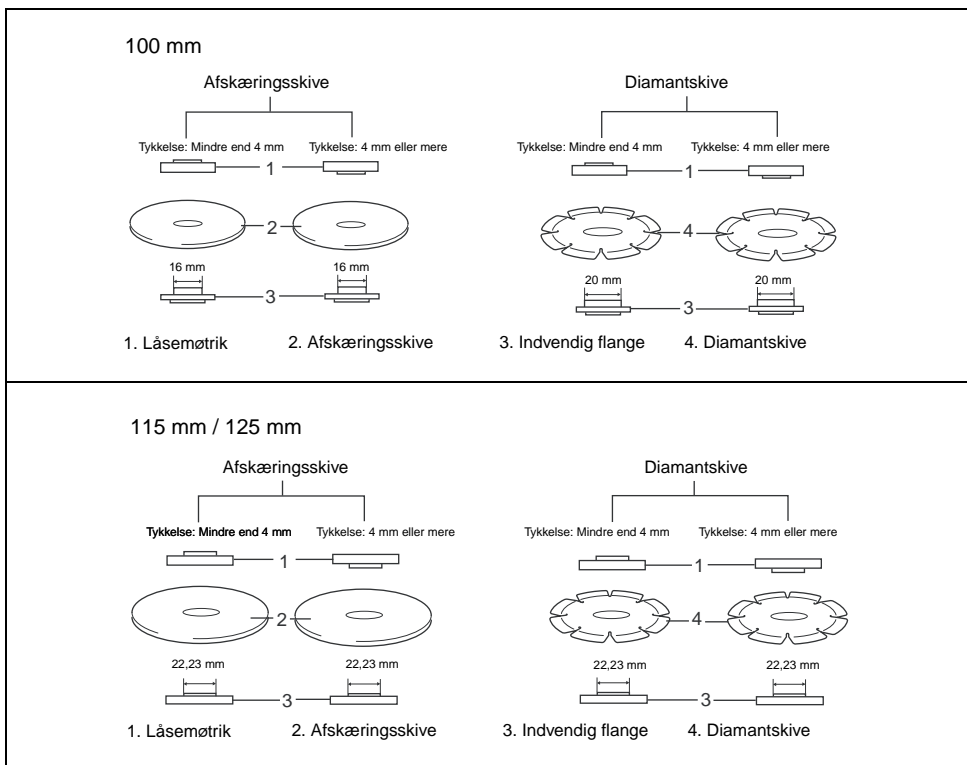 100 mm
Afskæringsskive Diamantskive
Tykkelse: Mindre end 4 mm Tykkelse: 4 mm eller mere Tykkelse: Mindre end 4 mm Tykkelse: 4 mm eller mere
1 1
2 4
16 mm 16 mm 20 mm 20 mm
3 3
1. Låsemøtrik 2. Afskæringsskive 3. Indvendig flange 4. Diamantskive
115 mm / 125 mm
Afskæringsskive Diamantskive
Tykkelse: Mindre end 4 mm Tykkelse: 4 mm eller mere Tykkelse: Mindre end 4 mm Tykkelse: 4 mm eller mere
1 1
2 4
22,23 mm 22,23 mm 22,23 mm 22,23 mm
3 3
1. Låsemøtrik 2. Afskæringsskive 3. Indvendig flange 4. Diamantskive